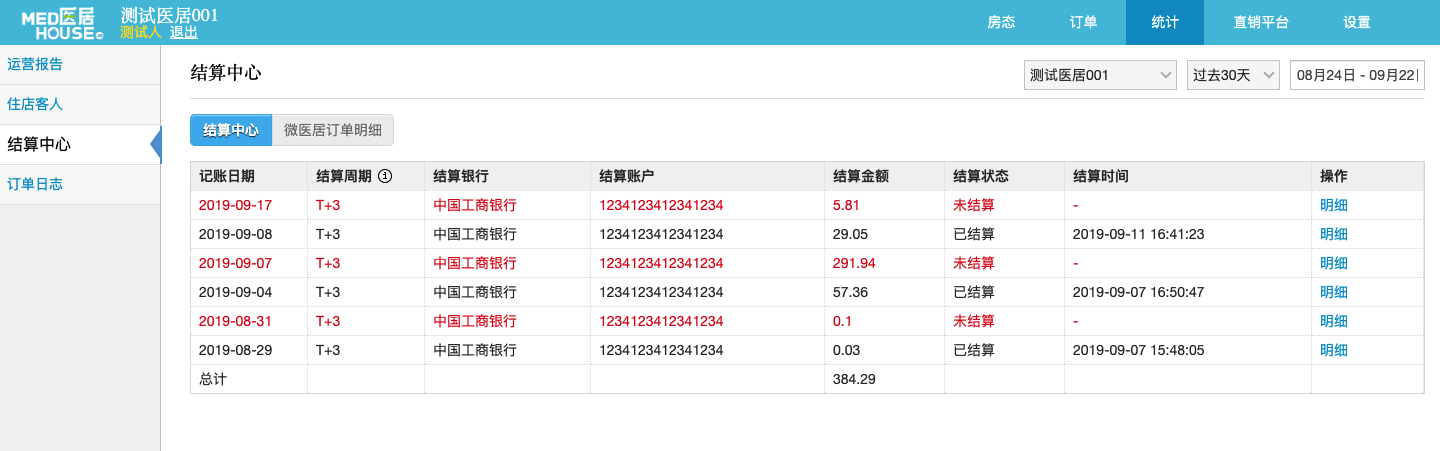 MED医居 HOUSE
测试医居001
测试人 退出
房态 订单 统计 直销平台 设置
运营报告
住店客人
结算中心
订单日志
结算中心
测试医居001 过去30天 08月24日 - 09月22
结算中心 微医居订单明细
记账日期 结算周期 ① 结算银行 结算账户 结算金额 结算状态 结算时间 操作
2019-09-17 T+3 中国工商银行 1234123412341234 5.81 未结算 - 明细
2019-09-08 T+3 中国工商银行 1234123412341234 29.05 已结算 2019-09-11 16:41:23 明细
2019-09-07 T+3 中国工商银行 1234123412341234 291.94 未结算 - 明细
2019-09-04 T+3 中国工商银行 1234123412341234 57.36 已结算 2019-09-07 16:50:47 明细
2019-08-31 T+3 中国工商银行 1234123412341234 0.1 未结算 - 明细
2019-08-29 T+3 中国工商银行 1234123412341234 0.03 已结算 2019-09-07 15:48:05 明细
总计 384.29